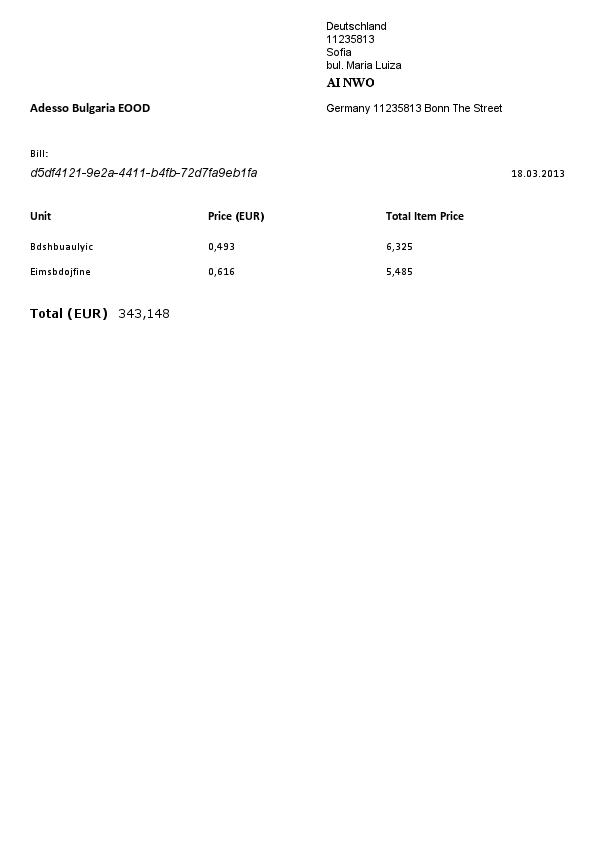 Deutschland
11235813
Sofia
bul. Maria Luiza
AI NWO
Adesso Bulgaria EOOD Germany 11235813 Bonn The Street
Bill:
d5df4121-9e2a-4411-b4fb-72d7fa9eb1fa 18.03.2013
Unit Price (EUR) Total Item Price
Bdshbuaulyic 0,493 6,325
Eimsbdojfine 0,616 5,485
Total (EUR) 343,148